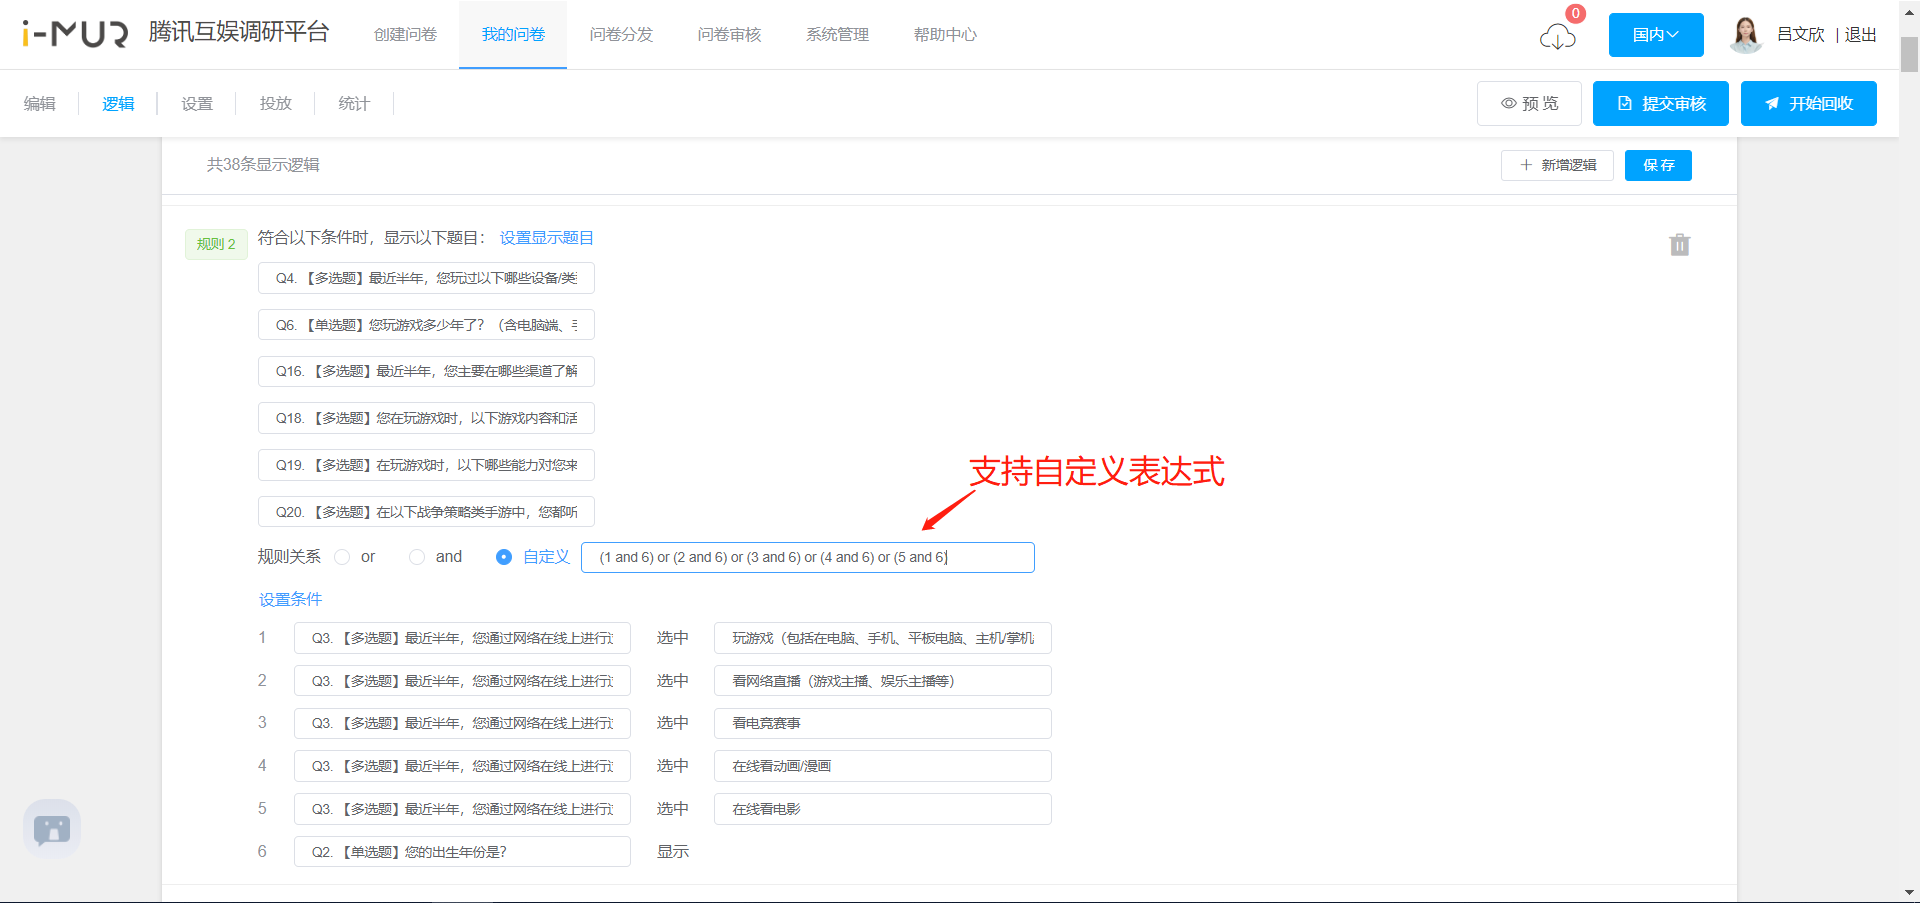 i-MUR 腾讯互娱调研平台 创建问卷 我的问卷 问卷分发 问卷审核 系统管理 帮助中心 0 国内 吕文欣 | 退出
编辑 逻辑 设置 投放 统计 预 览 提交审核 开始回收
共38条显示逻辑 新增逻辑 保 存
规则 2 符合以下条件时，显示以下题目： 设置显示题目
Q4. 【多选题】最近半年，您玩过以下哪些设备/类
Q6. 【单选题】您玩游戏多少年了？（含电脑端、
Q16. 【多选题】最近半年，您主要在哪些渠道了解
Q18. 【多选题】您在玩游戏时，以下游戏内容和活
Q19. 【多选题】在玩游戏时，以下哪些能力对您来
Q20. 【多选题】在以下战争策略类手游中，您都听
支持自定义表达式
规则关系 or and 自定义 (1 and 6) or (2 and 6) or (3 and 6) or (4 and 6) or (5 and 6)
设置条件
1 Q3. 【多选题】最近半年，您通过网络在线上进行过 选中 玩游戏（包括在电脑、手机、平板电脑、主机/掌机
2 Q3. 【多选题】最近半年，您通过网络在线上进行过 选中 看网络直播（游戏主播、娱乐主播等）
3 Q3. 【多选题】最近半年，您通过网络在线上进行过 选中 看电竞赛事
4 Q3. 【多选题】最近半年，您通过网络在线上进行过 选中 在线看动画/漫画
5 Q3. 【多选题】最近半年，您通过网络在线上进行过 选中 在线看电影
6 Q2. 【单选题】您的出生年份是？ 显示